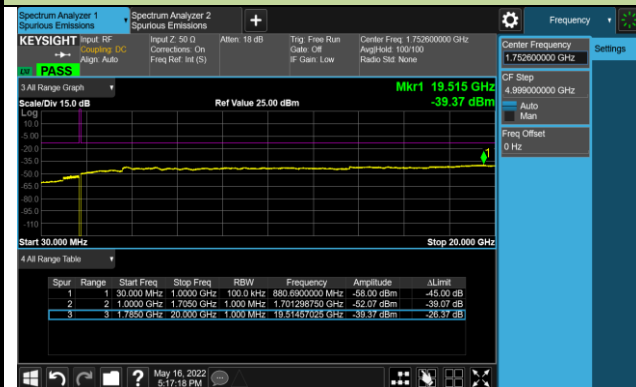 Spectrum Analyzer 1
Spurious Emissions
Spectrum Analyzer 2
Spurious Emissions
+
Frequency
KEYSIGHT
Input: RF
Coupling: DC
Align: Auto
Input Z: 50 Ω
Corrections: On
Freq Ref: Int (S)
Atten: 18 dB
Trig: Free Run
Gate: Off
IF Gain: Low
Center Freq: 1.752600000 GHz
Avg|Hold: 100/100
Radio Std: None
PASS
3 All Range Graph
Mkr1 19.515 GHz
Scale/Div 15.0 dB
Ref Value 25.00 dBm
-39.37 dBm
Log
10.0
-5.00
-20.0
-35.0
-50.0
-65.0
-80.0
-95.0
-110
1
Start 30.000 MHz
Stop 20.000 GHz
4 All Range Table
Spur Range Start Freq Stop Freq RBW Frequency Amplitude ΔLimit
1 1 30.000 MHz 1.0000 GHz 100.0 kHz 880.6900000 MHz -58.00 dBm -45.00 dB
2 2 1.0000 GHz 1.7050 GHz 1.000 MHz 1.701298750 GHz -52.07 dBm -39.07 dB
3 3 1.7850 GHz 20.000 GHz 1.000 MHz 19.51457025 GHz -39.37 dBm -26.37 dB
Center Frequency
1.752600000 GHz
Settings
CF Step
4.999000000 GHz
Auto
Man
Freq Offset
0 Hz
?
May 16, 2022
5:17:18 PM